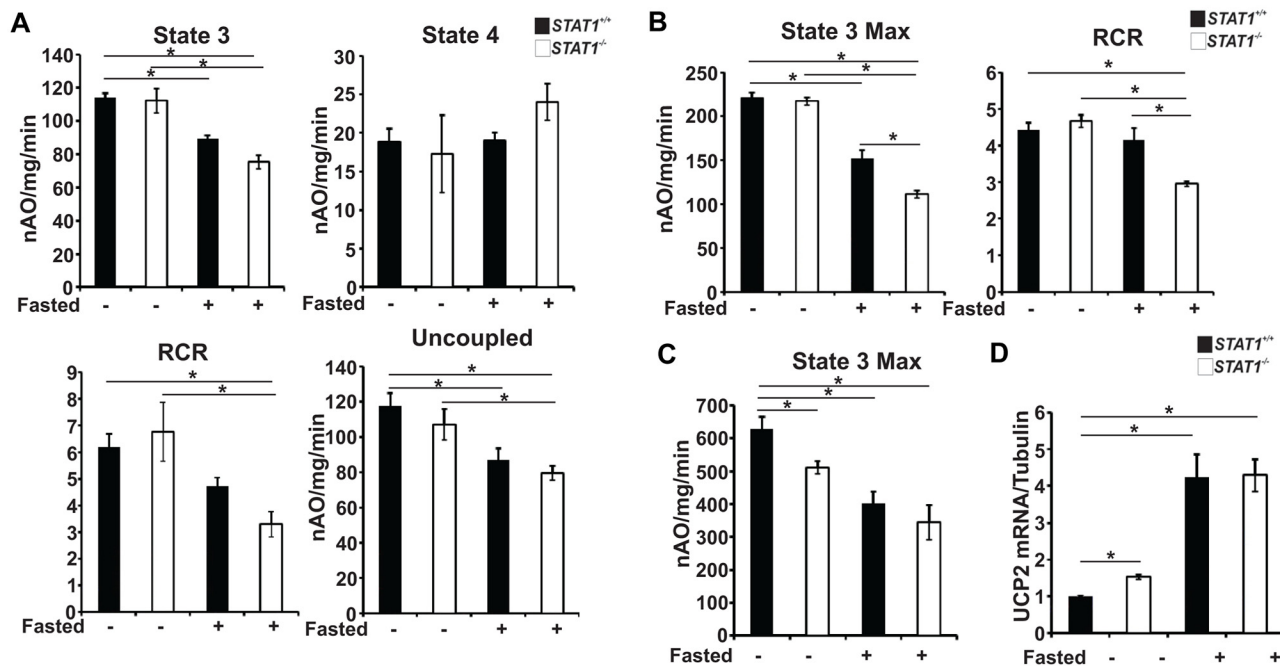 A
State 3
140
120
100
80
60
40
20
0
nAO/mg/min
* * *
Fasted - - + +
State 4
STAT1+/+
STAT1-/-
30
25
20
15
10
5
0
nAO/mg/min
Fasted - - + +
RCR
9
8
7
6
5
4
3
2
1
0
* *
Fasted - - + +
Uncoupled
140
120
100
80
60
40
20
0
nAO/mg/min
* * *
- - + +
B
State 3 Max
250
200
150
100
50
0
nAO/mg/min
* * * *
- - + +
RCR
STAT1+/+
STAT1-/-
6
5
4
3
2
1
0
* * *
Fasted - - + +
C
State 3 Max
700
600
500
400
300
200
100
0
nAO/mg/min
* * *
Fasted - - + +
D
STAT1+/+
STAT1-/-
6
5
4
3
2
1
0
UCP2 mRNA/Tubulin
* * *
Fasted - - + +